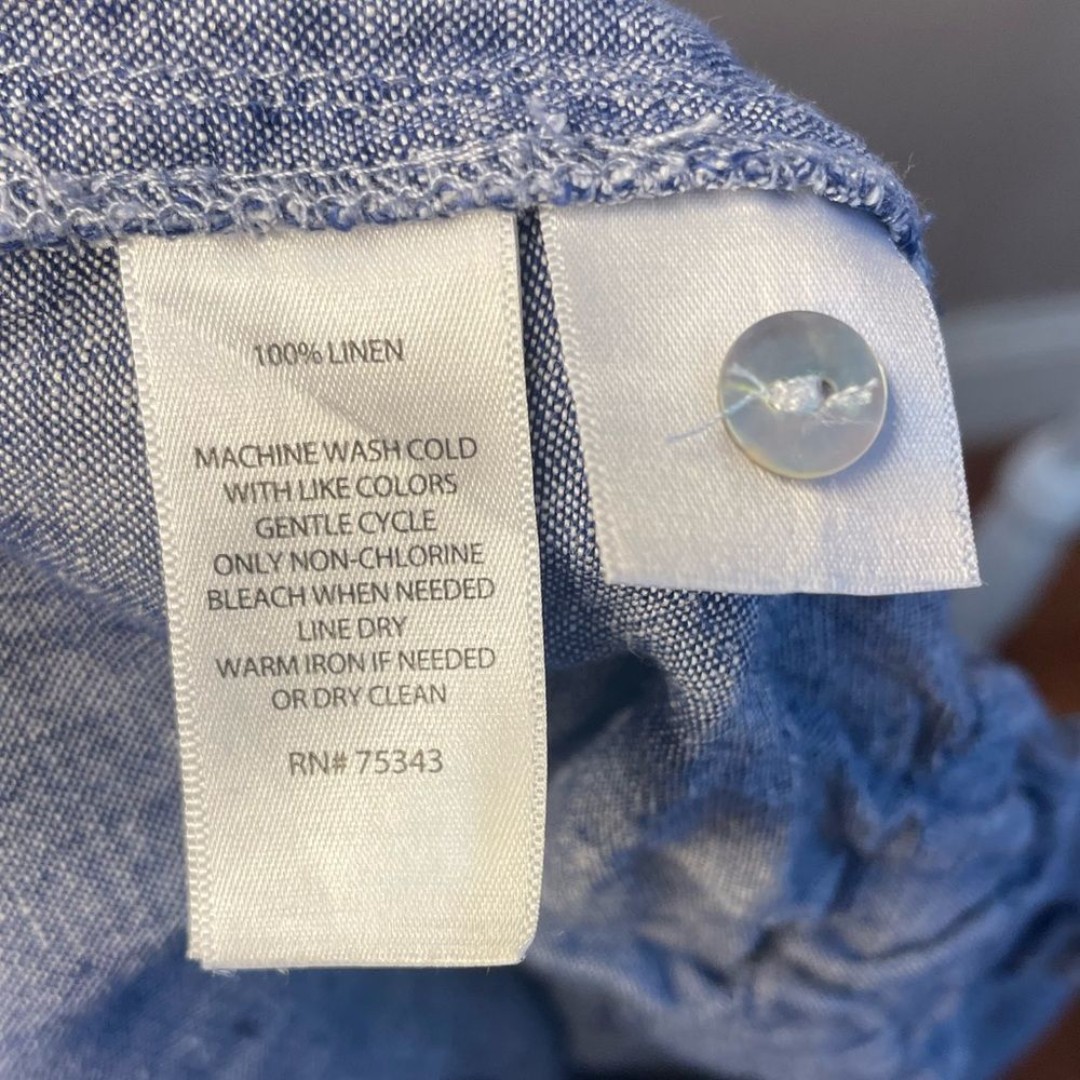 100% LINEN
MACHINE WASH COLD
WITH LIKE COLORS
GENTLE CYCLE
ONLY NON-CHLORINE
BLEACH WHEN NEEDED
LINE DRY
WARM IRON IF NEEDED
OR DRY CLEAN
RN# 75343